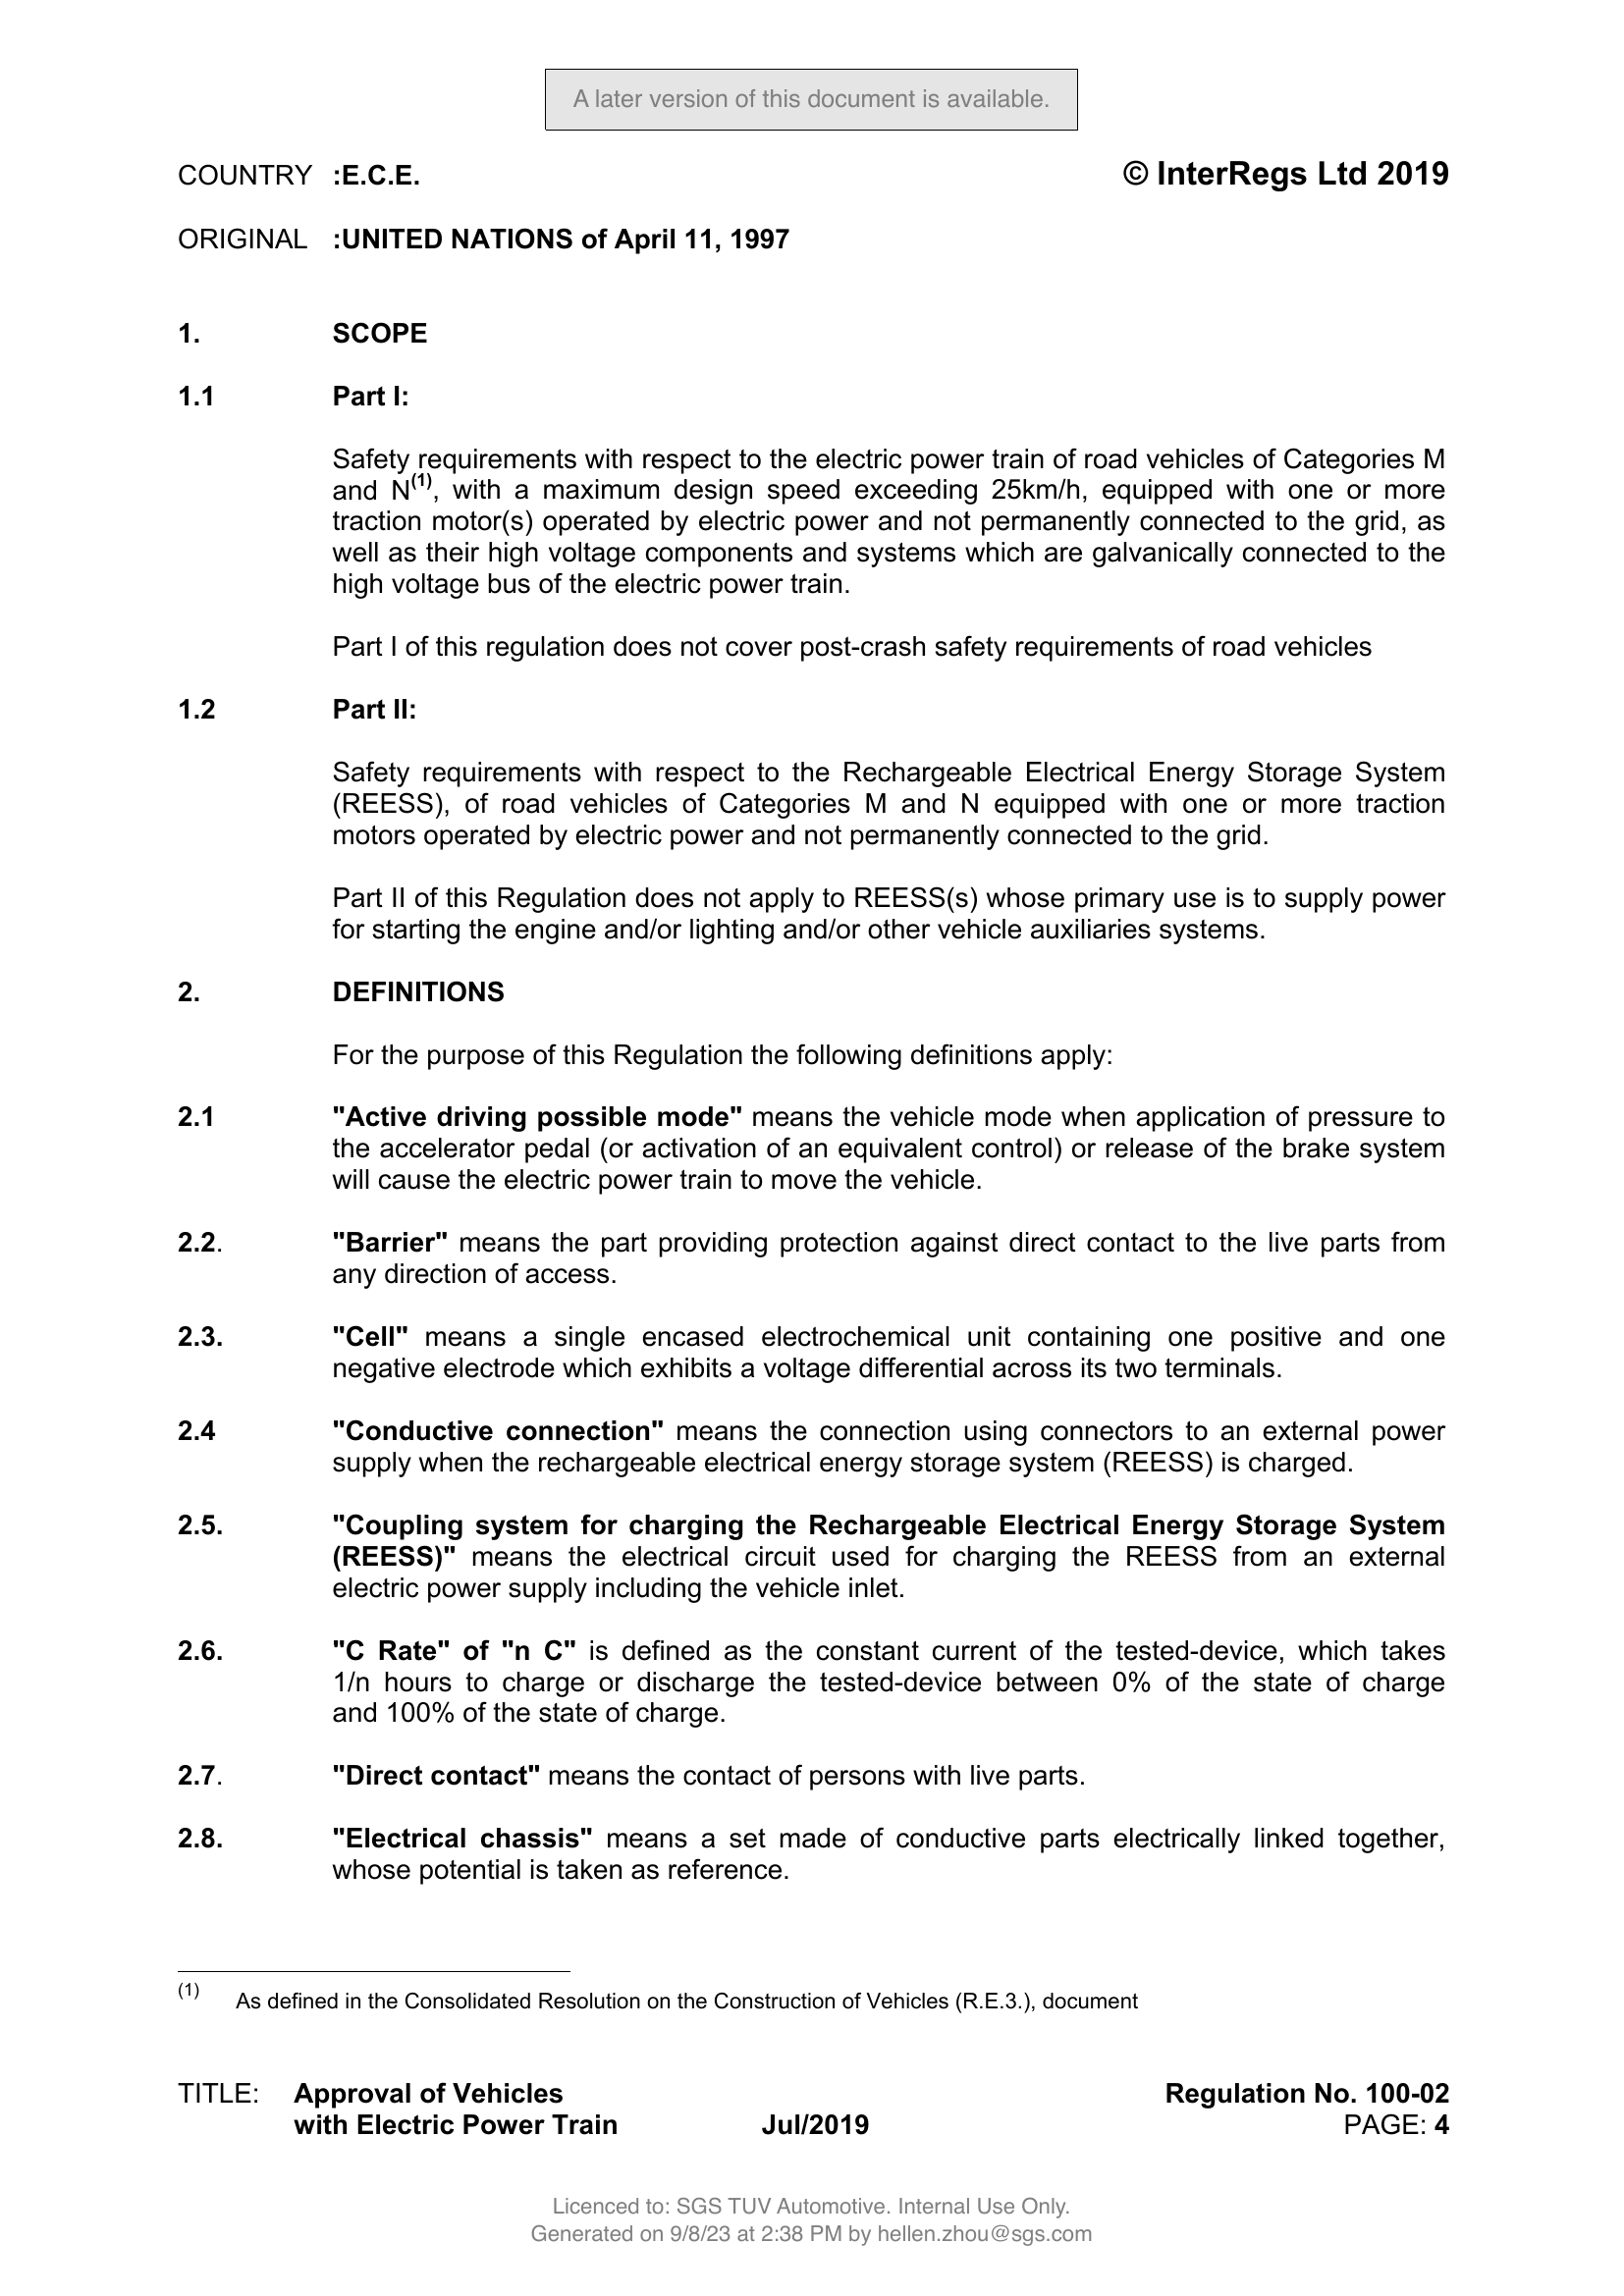 A later version of this document is available.
COUNTRY :E.C.E. © InterRegs Ltd 2019
ORIGINAL :UNITED NATIONS of April 11, 1997
1. SCOPE
1.1 Part I:
Safety requirements with respect to the electric power train of road vehicles of Categories M
and N(1), with a maximum design speed exceeding 25km/h, equipped with one or more
traction motor(s) operated by electric power and not permanently connected to the grid, as
well as their high voltage components and systems which are galvanically connected to the
high voltage bus of the electric power train.
Part I of this regulation does not cover post-crash safety requirements of road vehicles
1.2 Part II:
Safety requirements with respect to the Rechargeable Electrical Energy Storage System
(REESS), of road vehicles of Categories M and N equipped with one or more traction
motors operated by electric power and not permanently connected to the grid.
Part II of this Regulation does not apply to REESS(s) whose primary use is to supply power
for starting the engine and/or lighting and/or other vehicle auxiliaries systems.
2. DEFINITIONS
For the purpose of this Regulation the following definitions apply:
2.1 "Active driving possible mode" means the vehicle mode when application of pressure to
the accelerator pedal (or activation of an equivalent control) or release of the brake system
will cause the electric power train to move the vehicle.
2.2. "Barrier" means the part providing protection against direct contact to the live parts from
any direction of access.
2.3. "Cell" means a single encased electrochemical unit containing one positive and one
negative electrode which exhibits a voltage differential across its two terminals.
2.4 "Conductive connection" means the connection using connectors to an external power
supply when the rechargeable electrical energy storage system (REESS) is charged.
2.5. "Coupling system for charging the Rechargeable Electrical Energy Storage System
(REESS)" means the electrical circuit used for charging the REESS from an external
electric power supply including the vehicle inlet.
2.6. "C Rate" of "n C" is defined as the constant current of the tested-device, which takes
1/n hours to charge or discharge the tested-device between 0% of the state of charge
and 100% of the state of charge.
2.7. "Direct contact" means the contact of persons with live parts.
2.8. "Electrical chassis" means a set made of conductive parts electrically linked together,
whose potential is taken as reference.
(1) As defined in the Consolidated Resolution on the Construction of Vehicles (R.E.3.), document
TITLE: Approval of Vehicles Regulation No. 100-02
with Electric Power Train Jul/2019 PAGE: 4
Licenced to: SGS TUV Automotive. Internal Use Only.
Generated on 9/8/23 at 2:38 PM by hellen.zhou@sgs.com